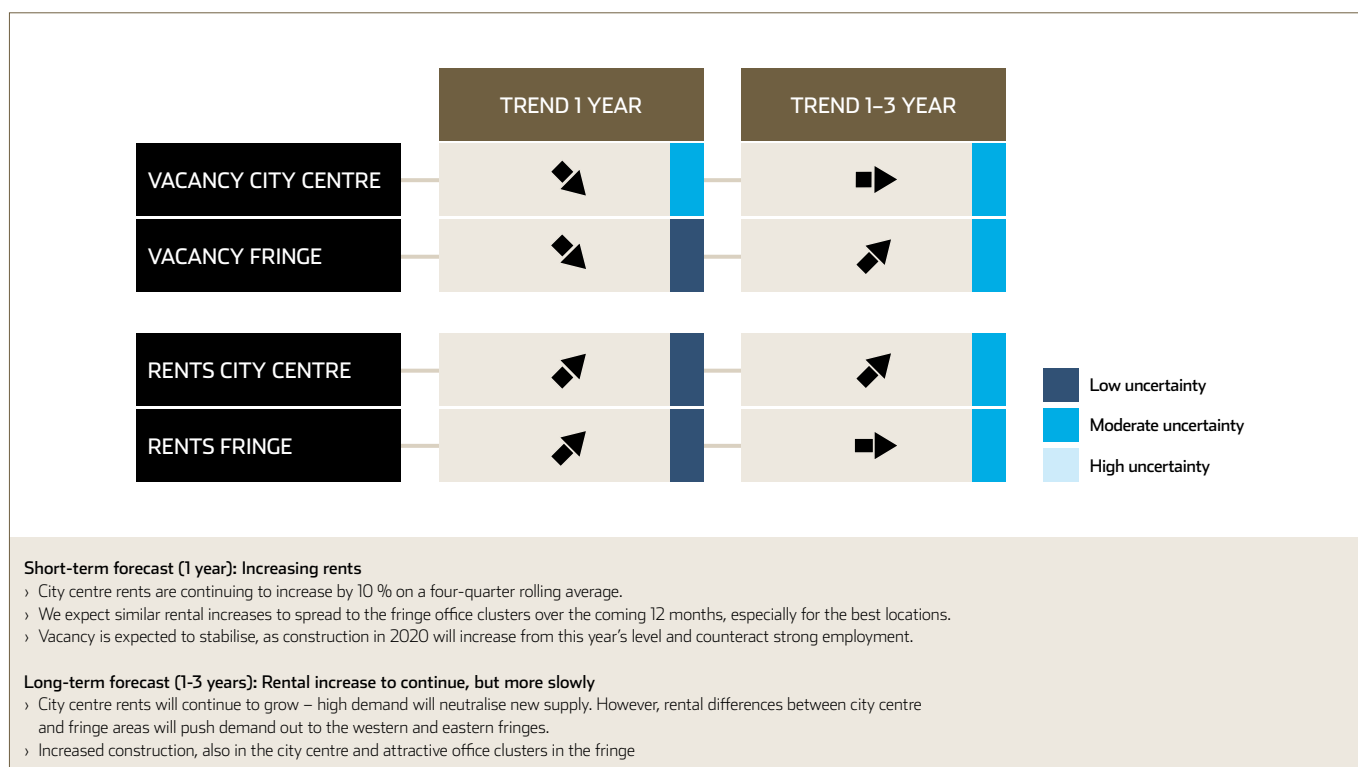 TREND 1 YEAR
TREND 1–3 YEAR
VACANCY CITY CENTRE
VACANCY FRINGE
RENTS CITY CENTRE
RENTS FRINGE
Low uncertainty
Moderate uncertainty
High uncertainty
Short-term forecast (1 year): Increasing rents
› City centre rents are continuing to increase by 10 % on a four-quarter rolling average.
› We expect similar rental increases to spread to the fringe office clusters over the coming 12 months, especially for the best locations.
› Vacancy is expected to stabilise, as construction in 2020 will increase from this year’s level and counteract strong employment.
Long-term forecast (1-3 years): Rental increase to continue, but more slowly
› City centre rents will continue to grow – high demand will neutralise new supply. However, rental differences between city centre
and fringe areas will push demand out to the western and eastern fringes.
› Increased construction, also in the city centre and attractive office clusters in the fringe